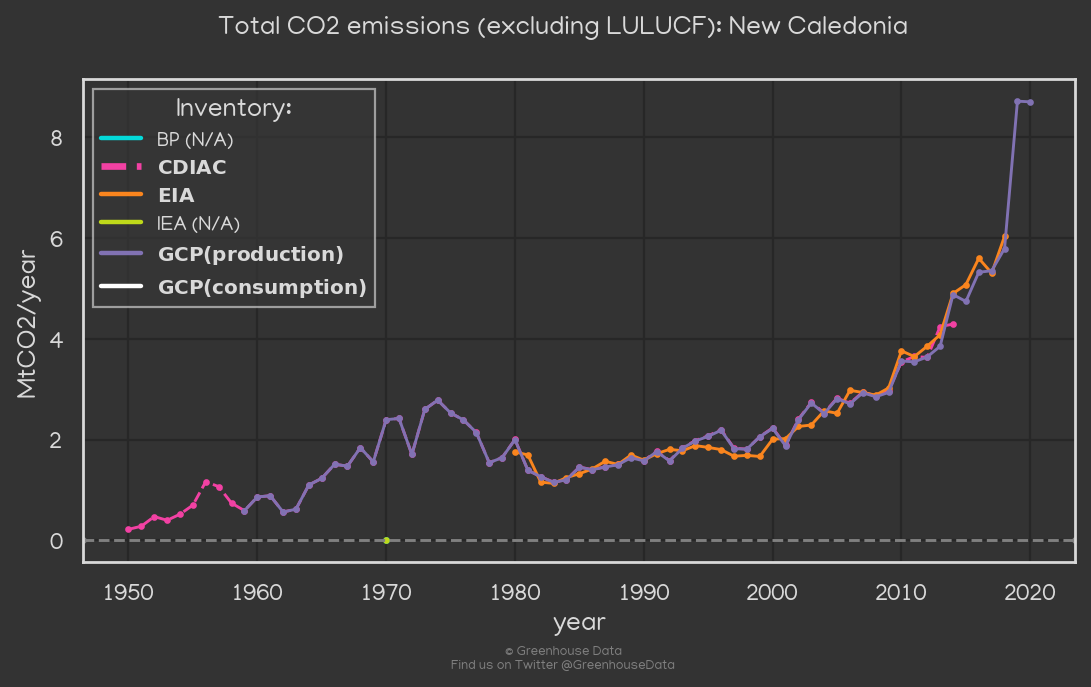 Total CO2 emissions (excluding LULUCF): New Caledonia
Inventory:
BP (N/A)
CDIAC
EIA
IEA (N/A)
GCP(production)
GCP(consumption)
MtCO2/year
8
6
4
2
0
1950 1960 1970 1980 1990 2000 2010 2020
year
© Greenhouse Data
Find us on Twitter @GreenhouseData